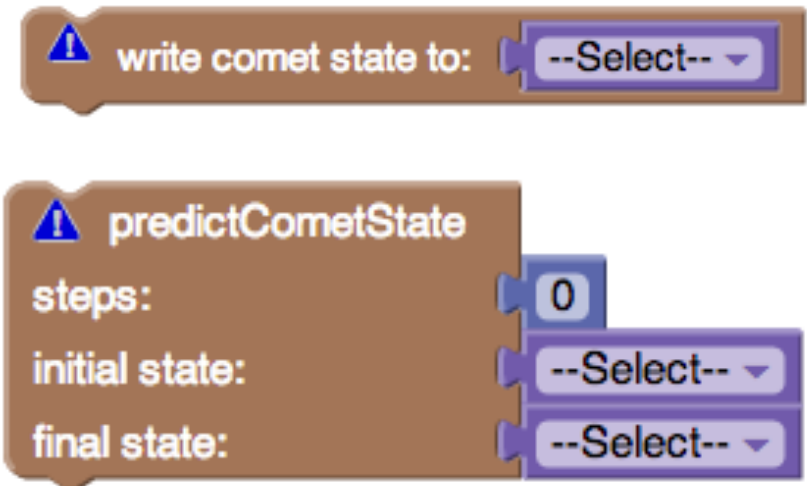 write comet state to: --Select--
predictCometState
steps: 0
initial state: --Select--
final state: --Select--